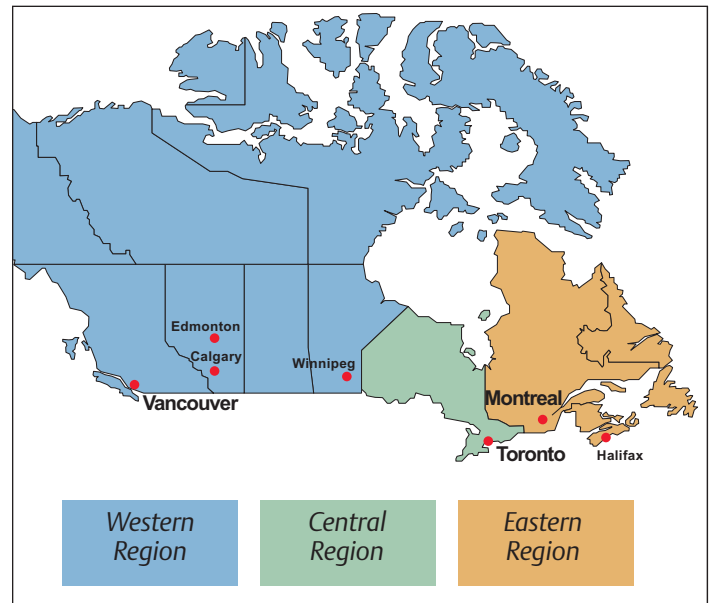 Edmonton
Calgary
Winnipeg
Vancouver
Montreal
Toronto
Halifax
Western
Region
Central
Region
Eastern
Region